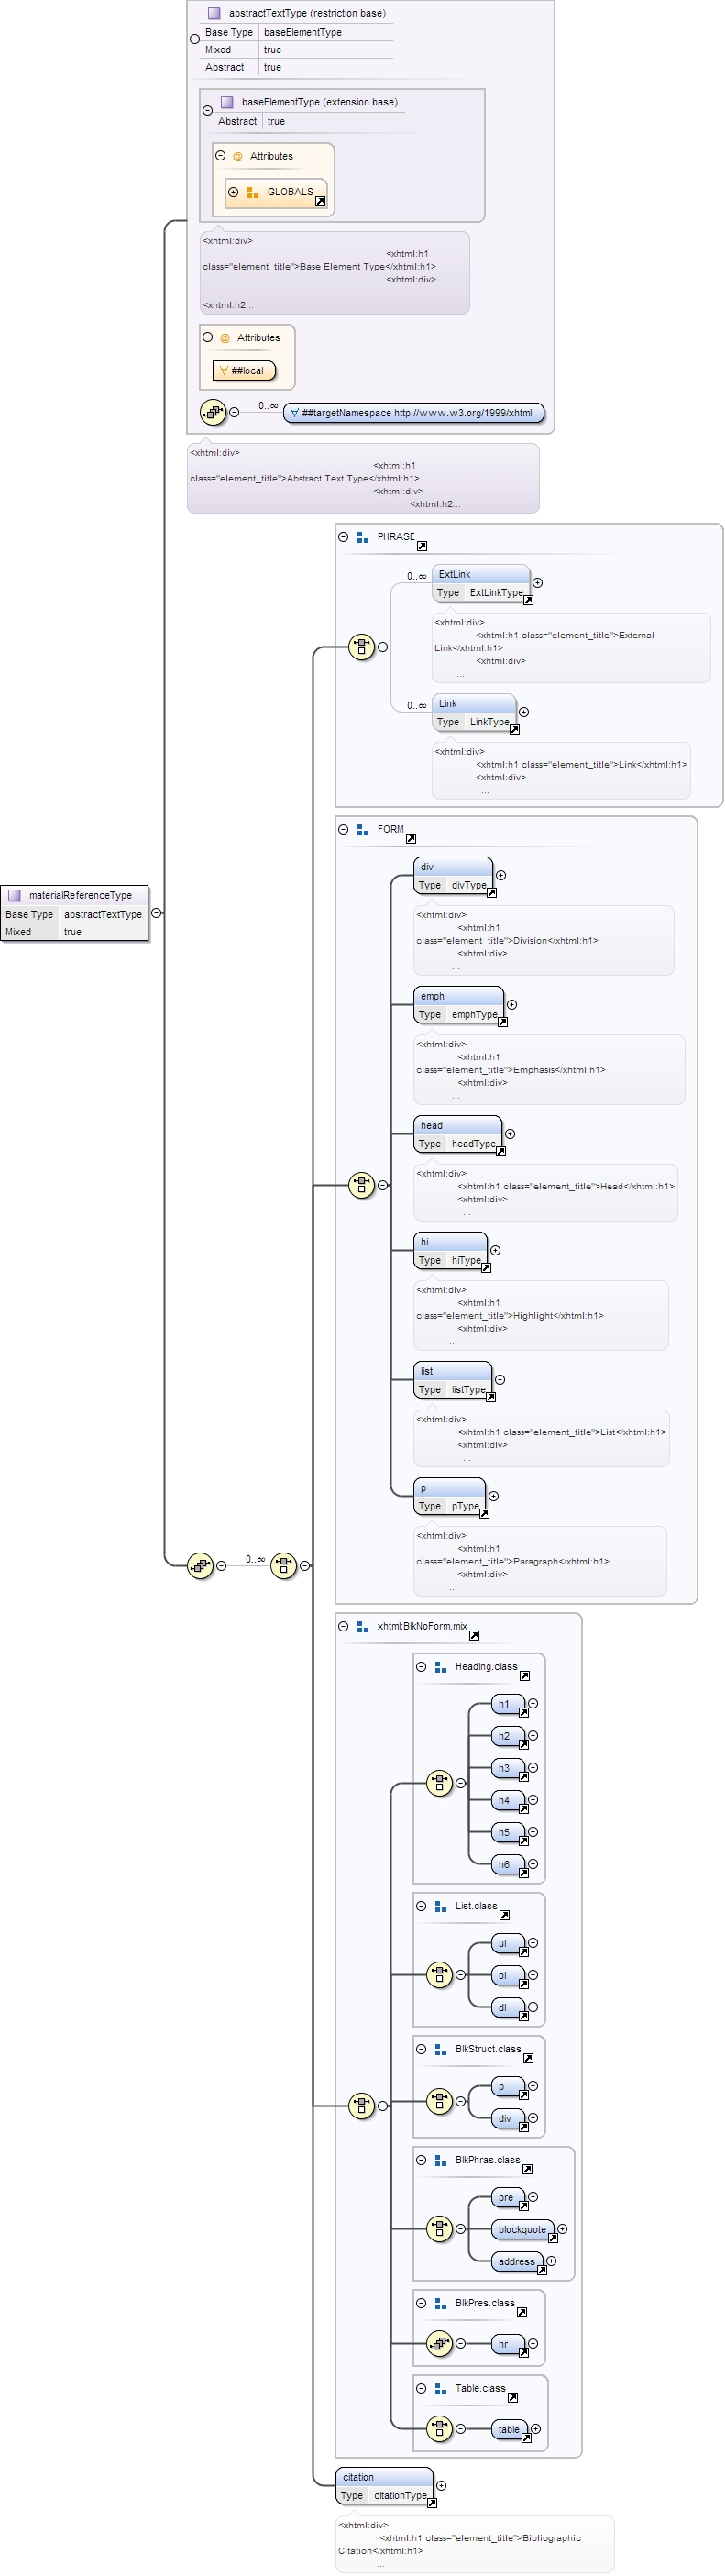 abstractTextType (restriction base)
Base Type baseElementType
Mixed true
Abstract true
baseElementType (extension base)
Abstract true
@ Attributes
GLOBALS
<xhtml:div>
<xhtml:h1
class="element_title">Base Element Type</xhtml:h1>
<xhtml:div>
<xhtml:h2...
@ Attributes
∀ ##local
0..∞ ∀ ##targetNamespace http://www.w3.org/1999/xhtml
<xhtml:div>
<xhtml:h1
class="element_title">Abstract Text Type</xhtml:h1>
<xhtml:div>
<xhtml:h2...
PHRASE
0..∞ ExtLink
Type ExtLinkType
<xhtml:div>
<xhtml:h1 class="element_title">External
Link</xhtml:h1>
<xhtml:div>
...
0..∞ Link
Type LinkType
<xhtml:div>
<xhtml:h1 class="element_title">Link</xhtml:h1>
<xhtml:div>
...
FORM
div
Type divType
materialReferenceType
Base Type abstractTextType
Mixed true
<xhtml:div>
<xhtml:h1
class="element_title">Division</xhtml:h1>
<xhtml:div>
...
emph
Type emphType
<xhtml:div>
<xhtml:h1
class="element_title">Emphasis</xhtml:h1>
<xhtml:div>
...
head
Type headType
<xhtml:div>
<xhtml:h1 class="element_title">Head</xhtml:h1>
<xhtml:div>
...
hi
Type hiType
<xhtml:div>
<xhtml:h1
class="element_title">Highlight</xhtml:h1>
<xhtml:div>
...
list
Type listType
<xhtml:div>
<xhtml:h1 class="element_title">List</xhtml:h1>
<xhtml:div>
...
p
Type pType
<xhtml:div>
<xhtml:h1
class="element_title">Paragraph</xhtml:h1>
<xhtml:div>
...
0..∞
xhtml:BlkNoForm.mix
Heading.class
h1
h2
h3
h4
h5
h6
List.class
ul
ol
dl
BlkStruct.class
p
div
BlkPhras.class
pre
blockquote
address
BlkPres.class
hr
Table.class
table
citation
Type citationType
<xhtml:div>
<xhtml:h1 class="element_title">Bibliographic
Citation</xhtml:h1>
...